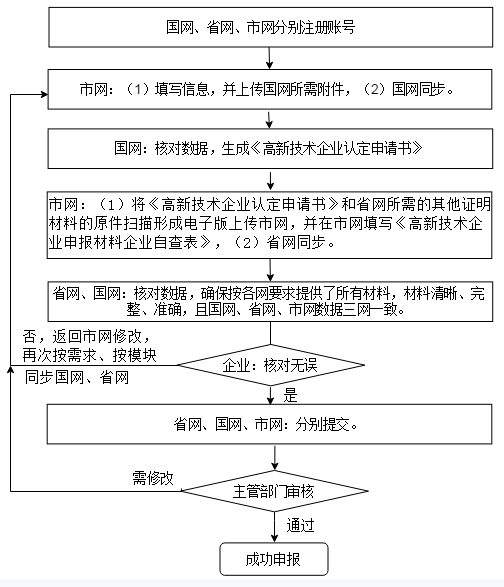 国网、省网、市网分别注册账号
市网：（1）填写信息，并上传国网所需附件，（2）国网同步。
国网：核对数据，生成《高新技术企业认定申请书》
市网：（1）将《高新技术企业认定申请书》和省网所需的其他证明
材料的原件扫描形成电子版上传市网，并在市网填写《高新技术企
业申报材料企业自查表》，（2）省网同步。
省网、国网：核对数据，确保按各网要求提供了所有材料，材料清晰、完
整、准确，且国网、省网、市网数据三网一致。
否，返回市网修改，
再次按需求、按模块
同步国网、省网
企业：核对无误
是
省网、国网、市网：分别提交。
需修改
主管部门审核
通过
成功申报